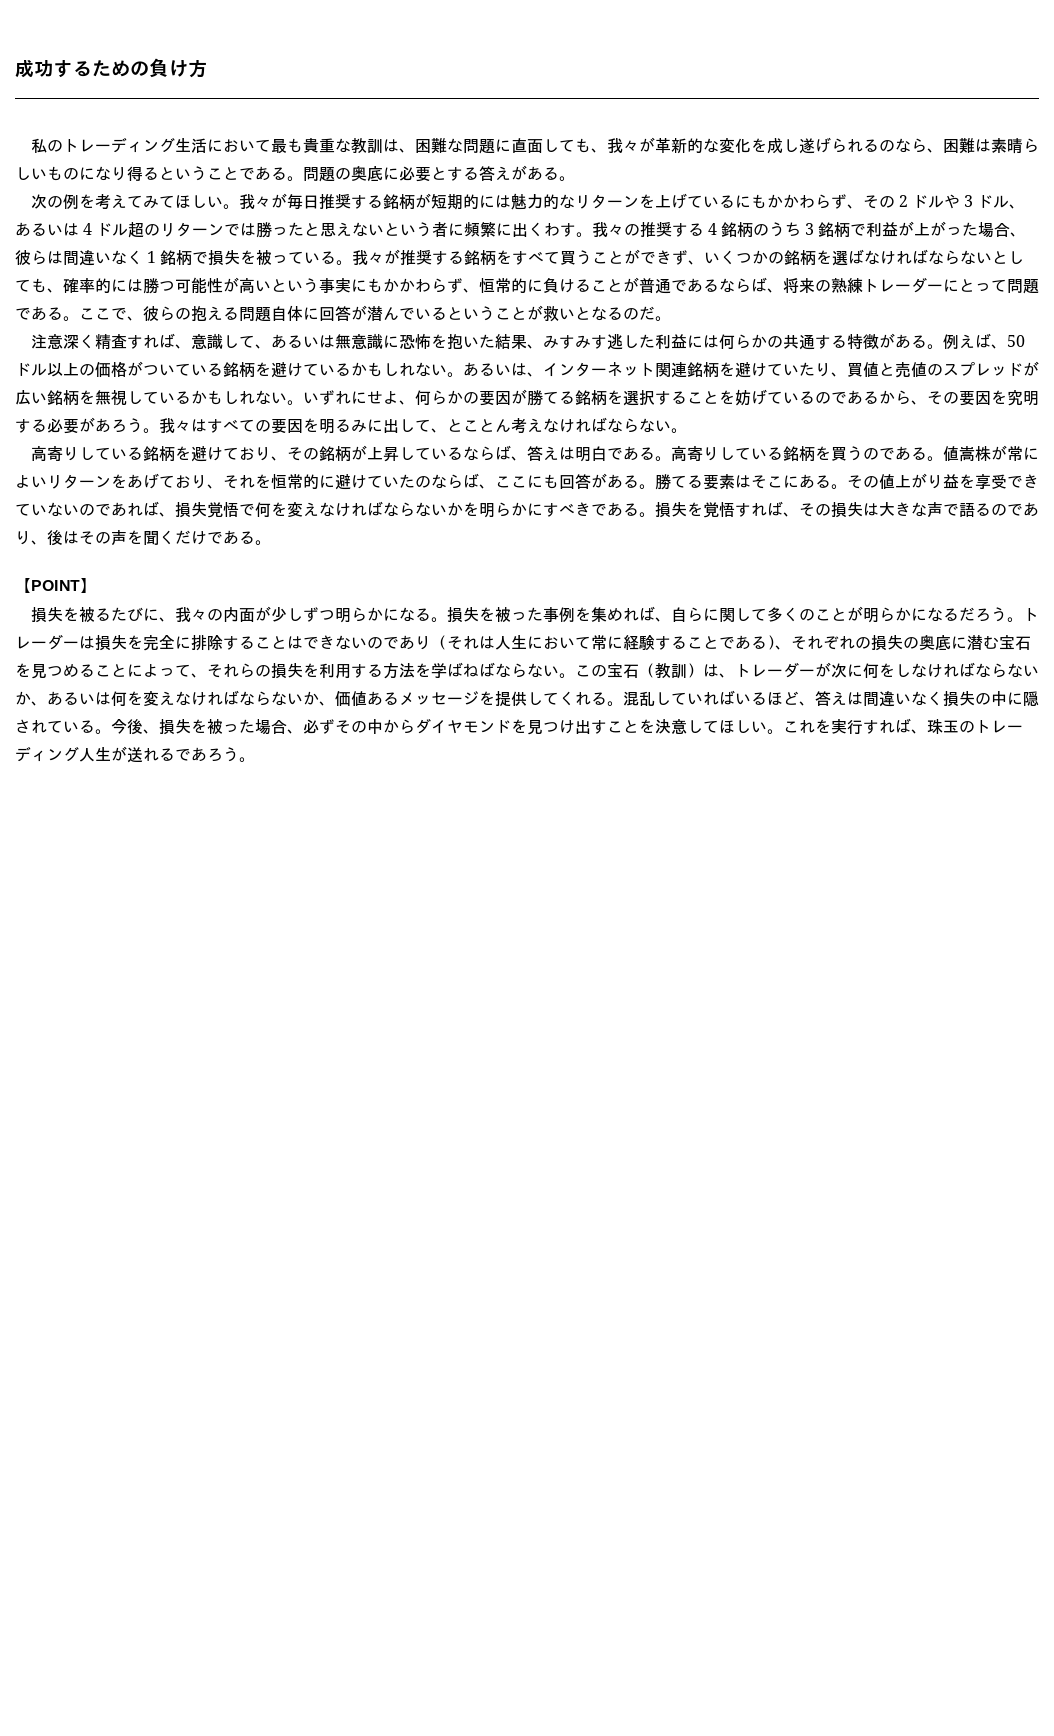 成功するための負け方
　私のトレーディング生活において最も貴重な教訓は、困難な問題に直面しても、我々が革新的な変化を成し遂げられるのなら、困難は素晴ら
しいものになり得るということである。問題の奥底に必要とする答えがある。
　次の例を考えてみてほしい。我々が毎日推奨する銘柄が短期的には魅力的なリターンを上げているにもかかわらず、その 2 ドルや 3 ドル、
あるいは 4 ドル超のリターンでは勝ったと思えないという者に頻繁に出くわす。我々の推奨する 4 銘柄のうち 3 銘柄で利益が上がった場合、
彼らは間違いなく 1 銘柄で損失を被っている。我々が推奨する銘柄をすべて買うことができず、いくつかの銘柄を選ばなければならないとし
ても、確率的には勝つ可能性が高いという事実にもかかわらず、恒常的に負けることが普通であるならば、将来の熟練トレーダーにとって問題
である。ここで、彼らの抱える問題自体に回答が潜んでいるということが救いとなるのだ。
　注意深く精査すれば、意識して、あるいは無意識に恐怖を抱いた結果、みすみす逃した利益には何らかの共通する特徴がある。例えば、50
ドル以上の価格がついている銘柄を避けているかもしれない。あるいは、インターネット関連銘柄を避けていたり、買値と売値のスプレッドが
広い銘柄を無視しているかもしれない。いずれにせよ、何らかの要因が勝てる銘柄を選択することを妨げているのであるから、その要因を究明
する必要があろう。我々はすべての要因を明るみに出して、とことん考えなければならない。
　高寄りしている銘柄を避けており、その銘柄が上昇しているならば、答えは明白である。高寄りしている銘柄を買うのである。値嵩株が常に
よいリターンをあげており、それを恒常的に避けていたのならば、ここにも回答がある。勝てる要素はそこにある。その値上がり益を享受でき
ていないのであれば、損失覚悟で何を変えなければならないかを明らかにすべきである。損失を覚悟すれば、その損失は大きな声で語るのであ
り、後はその声を聞くだけである。
【POINT】
　損失を被るたびに、我々の内面が少しずつ明らかになる。損失を被った事例を集めれば、自らに関して多くのことが明らかになるだろう。ト
レーダーは損失を完全に排除することはできないのであり（それは人生において常に経験することである）、それぞれの損失の奥底に潜む宝石
を見つめることによって、それらの損失を利用する方法を学ばねばならない。この宝石（教訓）は、トレーダーが次に何をしなければならない
か、あるいは何を変えなければならないか、価値あるメッセージを提供してくれる。混乱していればいるほど、答えは間違いなく損失の中に隠
されている。今後、損失を被った場合、必ずその中からダイヤモンドを見つけ出すことを決意してほしい。これを実行すれば、珠玉のトレー
ディング人生が送れるであろう。